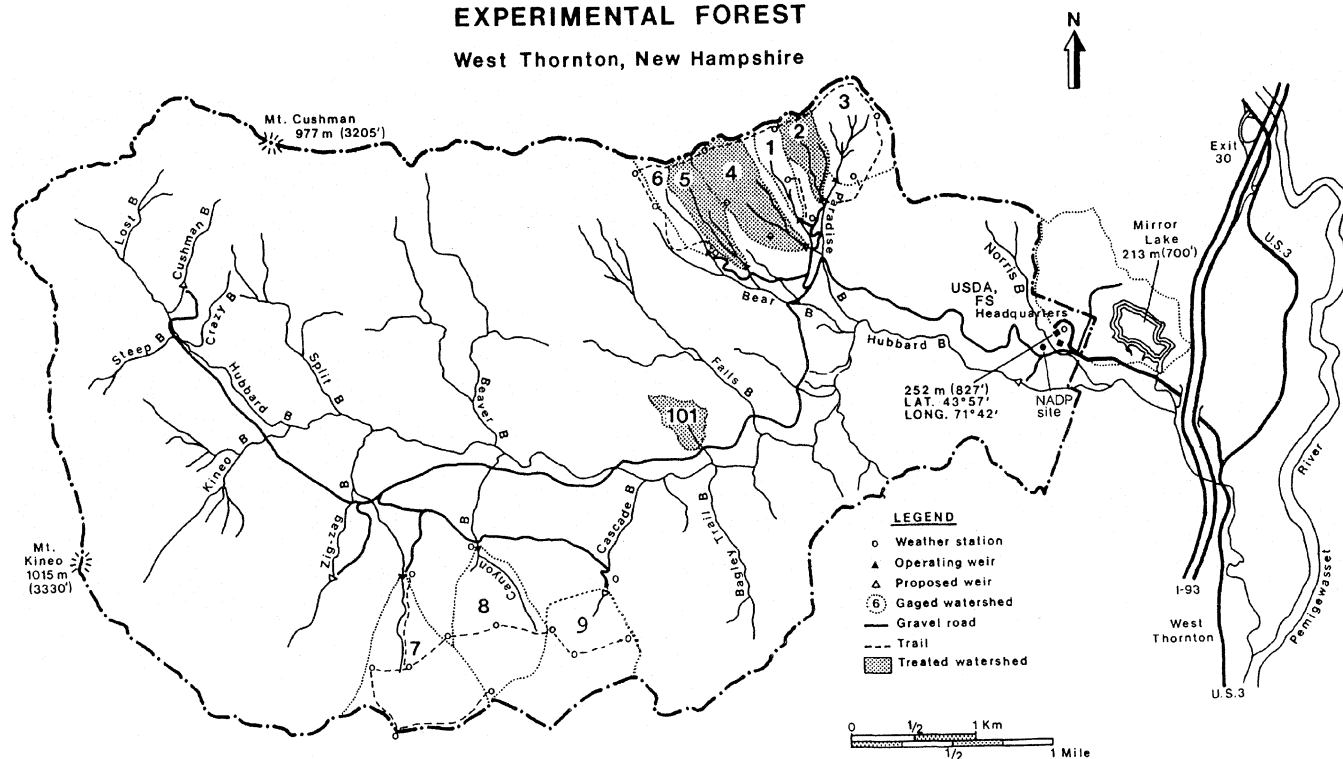 EXPERIMENTAL FOREST
West Thornton, New Hampshire
N
Mt. Cushman
977 m (3205')
3
2
1
4
5
6
Exit
30
Lost B
Cushman B
Paradise
B
Norris B
Mirror
Lake
213 m(700')
U.S.3
USDA,
FS
Headquarters
Bear
B
Crazy B
Steep B
Hubbard B
Hubbard
B
Split
B
Beaver
B
Falls B
252 m (827')
LAT. 43°57'
LONG. 71°42'
NADP
site
101
Kineo B
River
Zig-zag
B
B
Canyon
Cascade B
Bagley Trail B
Mt.
Kineo
1015 m
(3330')
8
7
9
LEGEND
Weather station
Operating weir
Proposed weir
6 Gaged watershed
Gravel road
Trail
Treated watershed
I-93
West
Thornton
Pemigewasset
U.S.3
0 1/2 1 Km
1/2 1 Mile